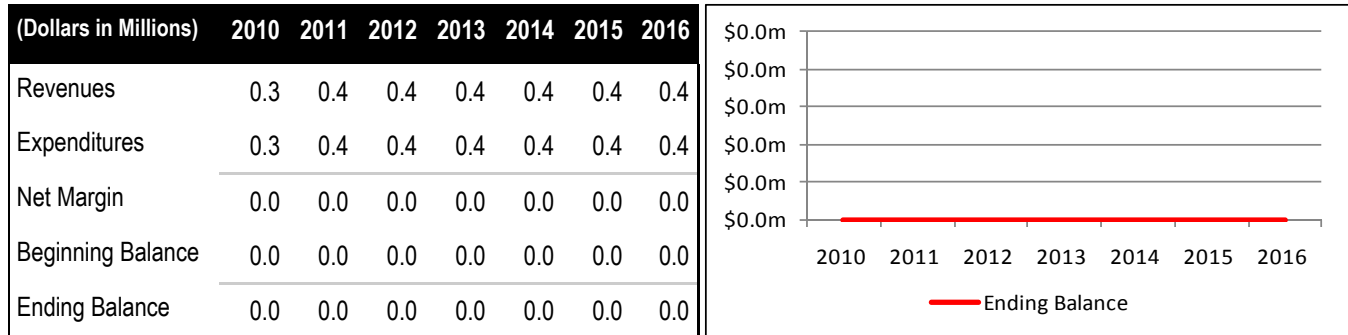 (Dollars in Millions) 2010 2011 2012 2013 2014 2015 2016
Revenues 0.3 0.4 0.4 0.4 0.4 0.4 0.4
Expenditures 0.3 0.4 0.4 0.4 0.4 0.4 0.4
Net Margin 0.0 0.0 0.0 0.0 0.0 0.0 0.0
Beginning Balance 0.0 0.0 0.0 0.0 0.0 0.0 0.0
Ending Balance 0.0 0.0 0.0 0.0 0.0 0.0 0.0
$0.0m
$0.0m
$0.0m
$0.0m
$0.0m
$0.0m
2010 2011 2012 2013 2014 2015 2016
Ending Balance